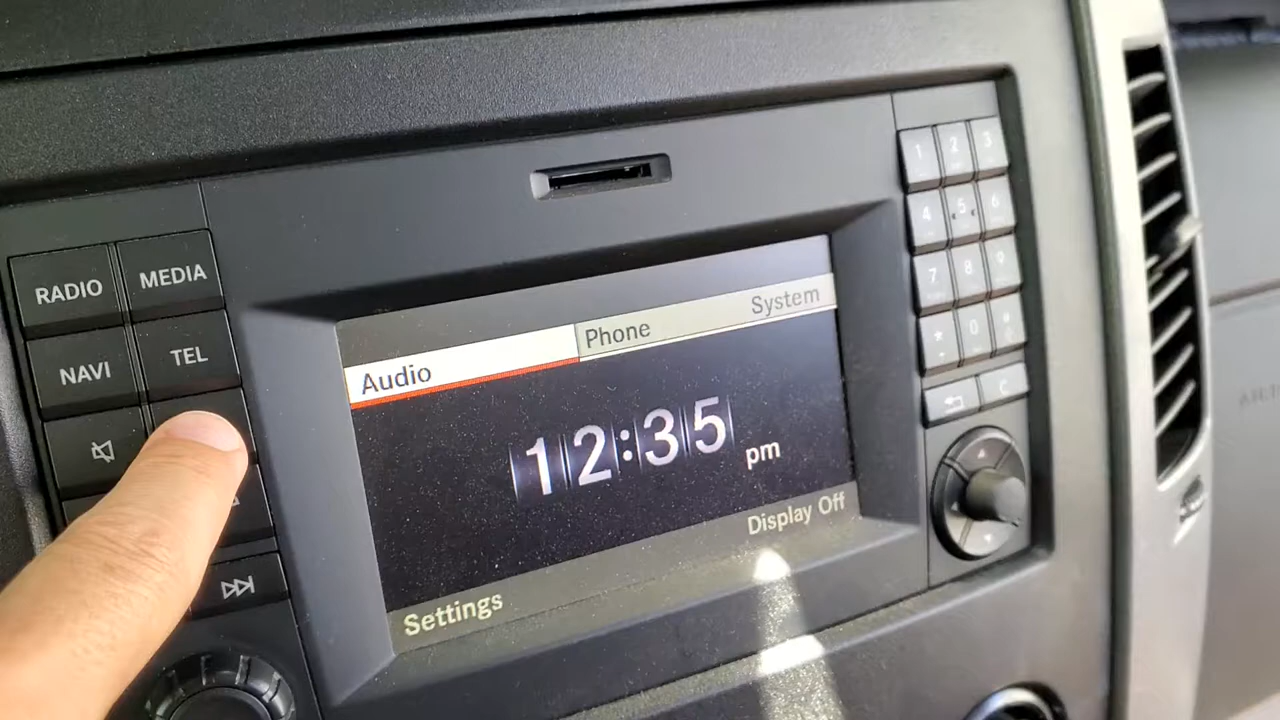 RADIO MEDIA
NAVI TEL
Audio Phone System
12:35 pm
Settings Display Off
1 2 3
4 5 6
7 8 9
* 0 #
C